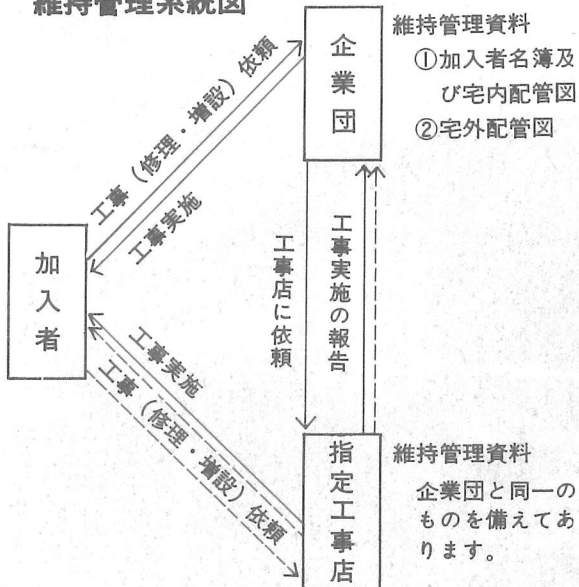 維持管理系統図
企業団
維持管理資料
①加入者名簿及
び宅内配管図
②宅外配管図
工事（修理・増設）依頼
工事実施
加入者
工事店に依頼
工事実施の報告
工事実施
工事（修理・増設）依頼
指定工事店
維持管理資料
企業団と同一の
ものを備えてあ
ります。